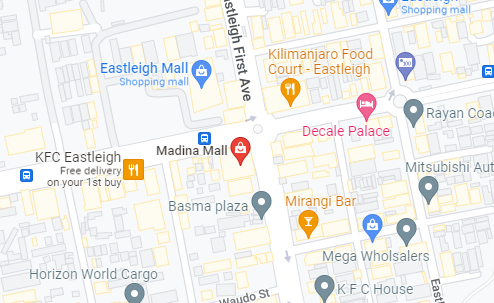 Eastleigh
Shopping mall
Eastleigh First Ave
Kilimanjaro Food
Court - Eastleigh
Eastleigh Mall
Shopping mall
Decale Palace
Rayan Coa
KFC Eastleigh
Free delivery
on your 1st buy
Madina Mall
Mitsubishi Aut
Basma plaza
Mirangi Bar
Mega Wholsalers
Horizon World Cargo
K F C House
Waudo St
East